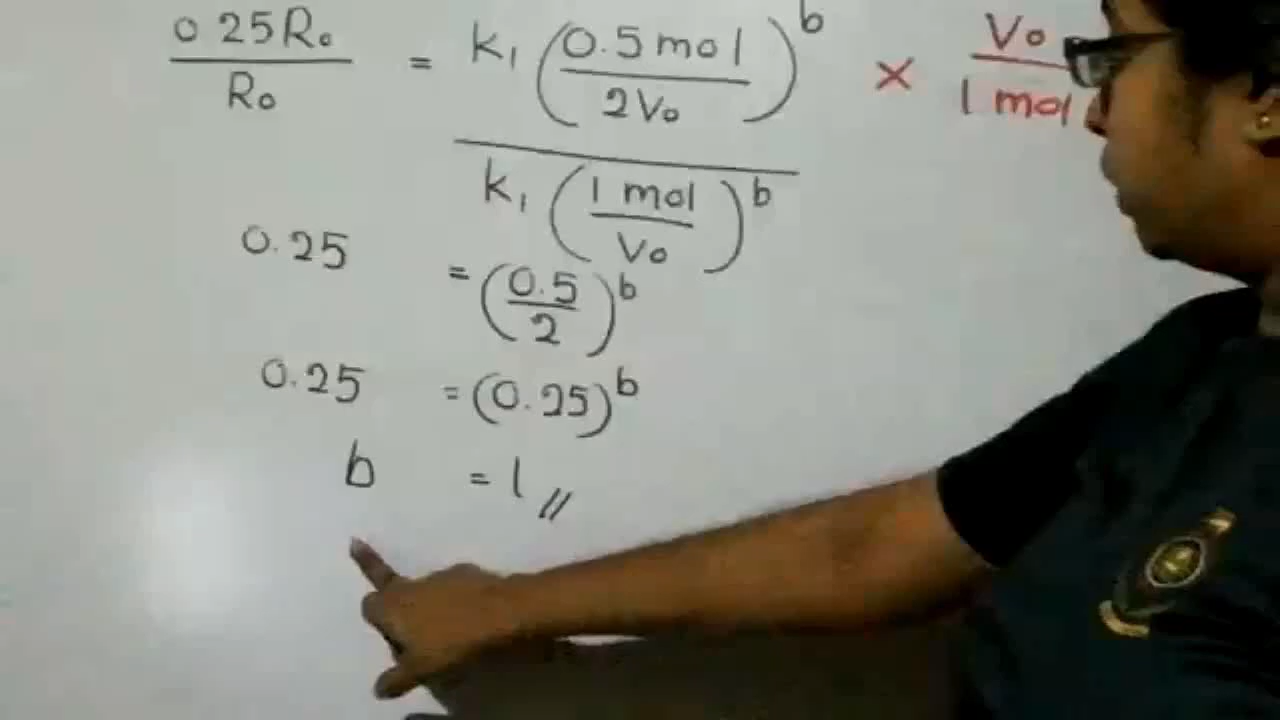 0.25R₀/R₀ = k₁(0.5 mol/2V₀)ᵇ / k₁(1 mol/V₀)ᵇ × V₀/1 mol
0.25 = (0.5/2)ᵇ
0.25 = (0.25)ᵇ
b = 1 //